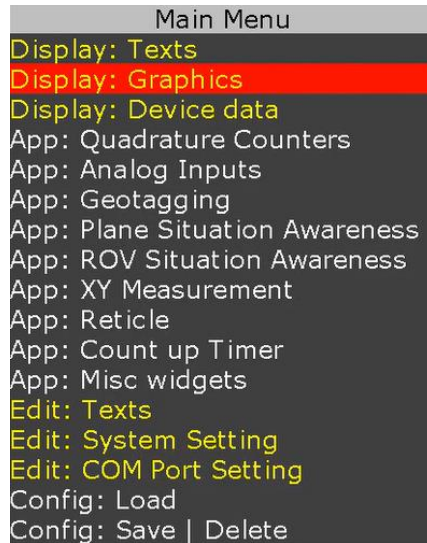 Main Menu
Display: Texts
Display: Graphics
Display: Device data
App: Quadrature Counters
App: Analog Inputs
App: Geotagging
App: Plane Situation Awareness
App: ROV Situation Awareness
App: XY Measurement
App: Reticle
App: Count up Timer
App: Misc widgets
Edit: Texts
Edit: System Setting
Edit: COM Port Setting
Config: Load
Config: Save | Delete